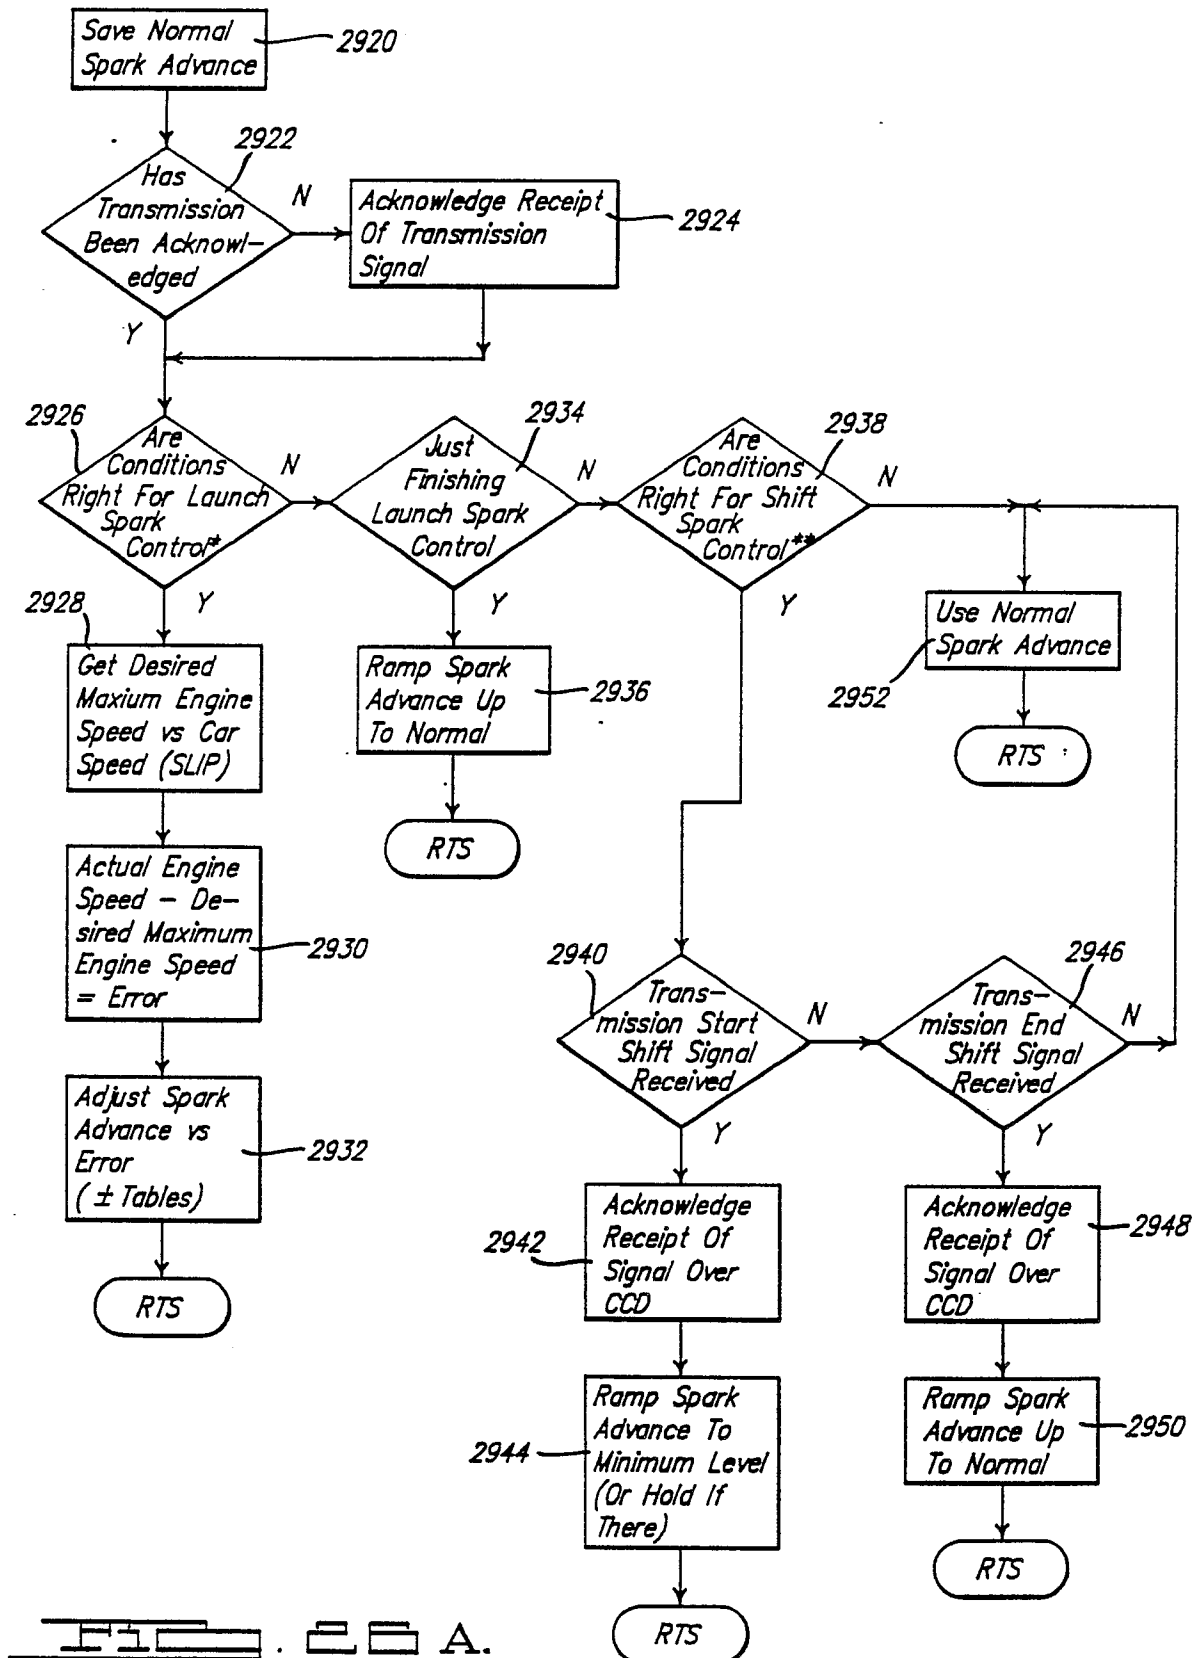 Save Normal
Spark Advance
2920
2922
Has
Transmission
Been Acknowl-
edged
N
Y
Acknowledge Receipt
Of Transmission
Signal
2924
2926
Are
Conditions
Right For Launch
Spark
Control*
N
Y
2934
Just
Finishing
Launch Spark
Control
N
Y
2938
Are
Conditions
Right For Shift
Spark
Control**
N
Y
2928
Get Desired
Maxium Engine
Speed vs Car
Speed (SLIP)
Ramp Spark
Advance Up
To Normal
2936
RTS
Use Normal
Spark Advance
2952
RTS
Actual Engine
Speed – De-
sired Maximum
Engine Speed
= Error
2930
Adjust Spark
Advance vs
Error
(± Tables)
2932
RTS
2940
Trans-
mission Start
Shift Signal
Received
N
Y
2946
Trans-
mission End
Shift Signal
Received
N
Y
Acknowledge
Receipt Of
Signal Over
CCD
2942
Acknowledge
Receipt Of
Signal Over
CCD
2948
Ramp Spark
Advance To
Minimum Level
(Or Hold If
There)
2944
RTS
Ramp Spark
Advance Up
To Normal
2950
RTS
A.